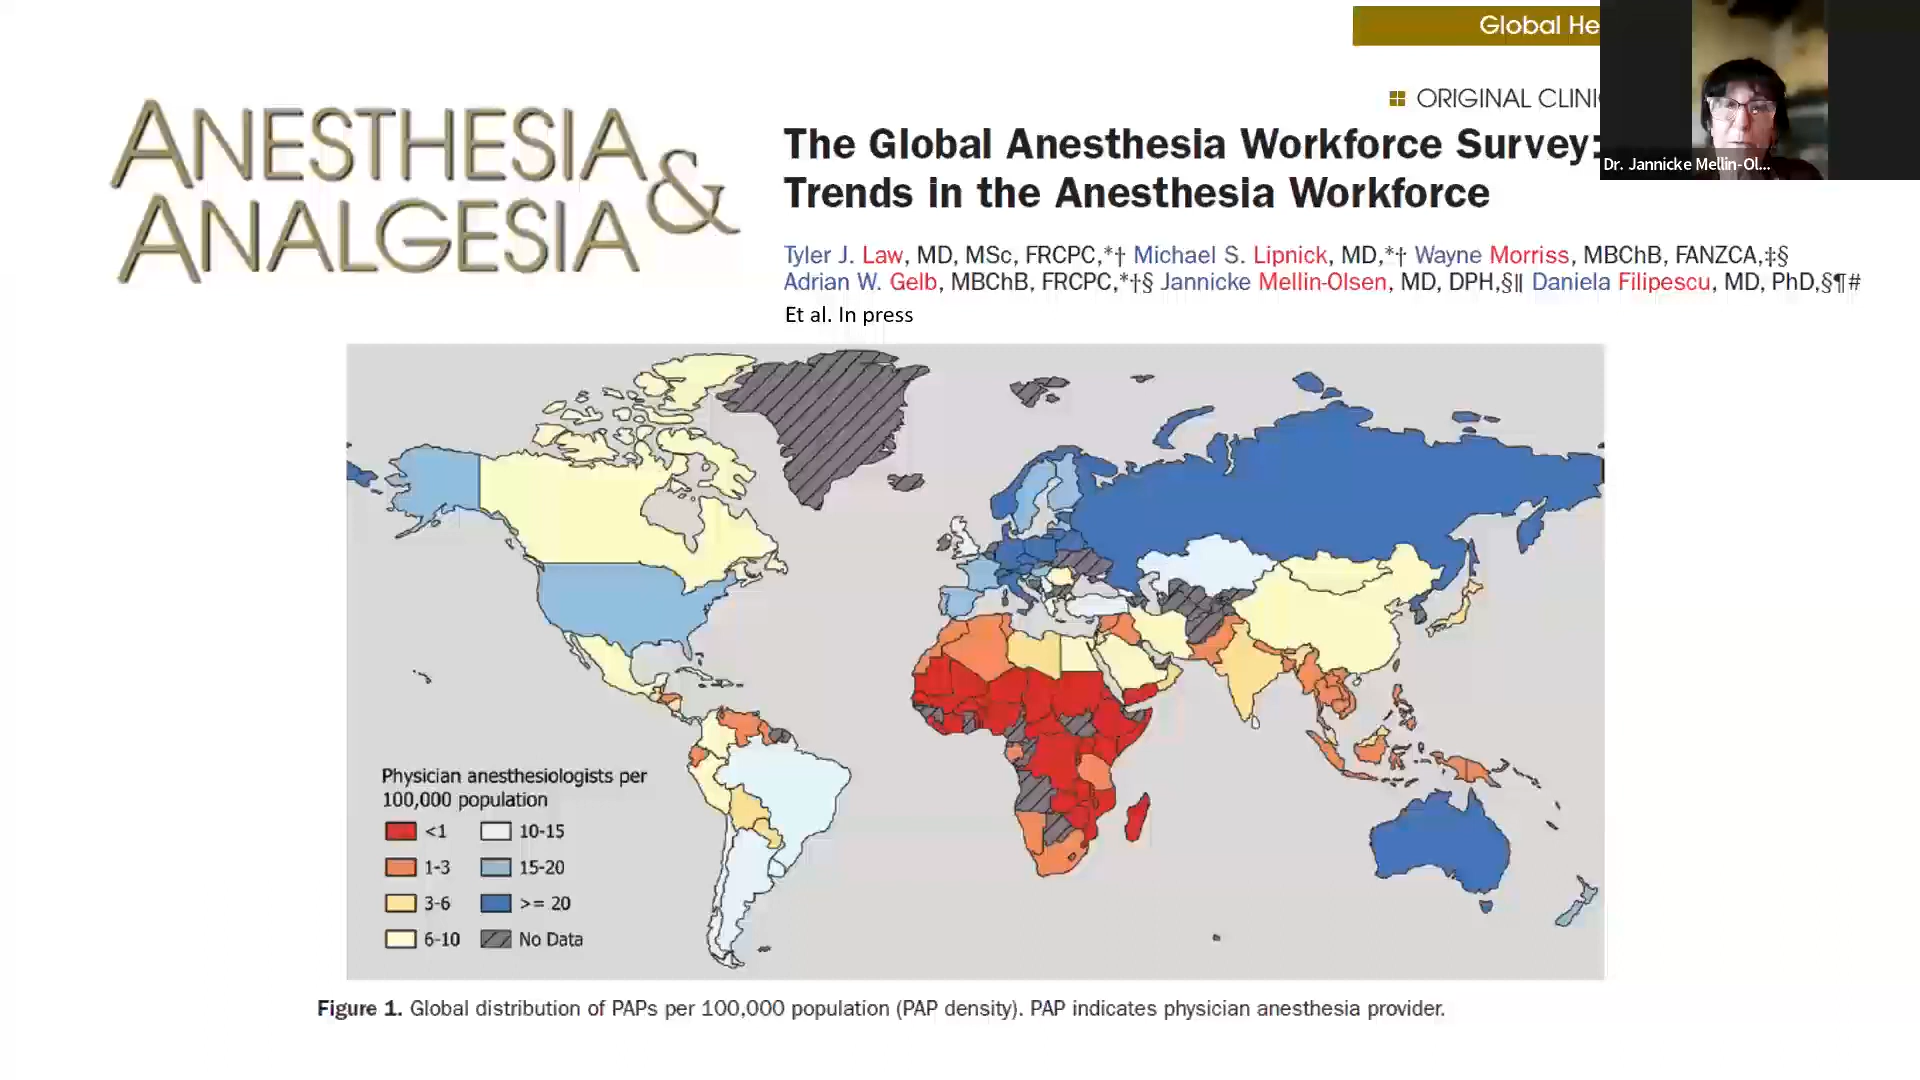 Global He
ORIGINAL CLINI
ANESTHESIA
&
ANALGESIA
The Global Anesthesia Workforce Survey:
Trends in the Anesthesia Workforce
Tyler J. Law, MD, MSc, FRCPC,*† Michael S. Lipnick, MD,*† Wayne Morriss, MBChB, FANZCA,‡§
Adrian W. Gelb, MBChB, FRCPC,*†§ Jannicke Mellin-Olsen, MD, DPH,§‖ Daniela Filipescu, MD, PhD,§¶#
Et al. In press
Dr. Jannicke Mellin-Ol...
Physician anesthesiologists per
100,000 population
<1
10-15
1-3
15-20
3-6
>= 20
6-10
No Data
Figure 1. Global distribution of PAPs per 100,000 population (PAP density). PAP indicates physician anesthesia provider.